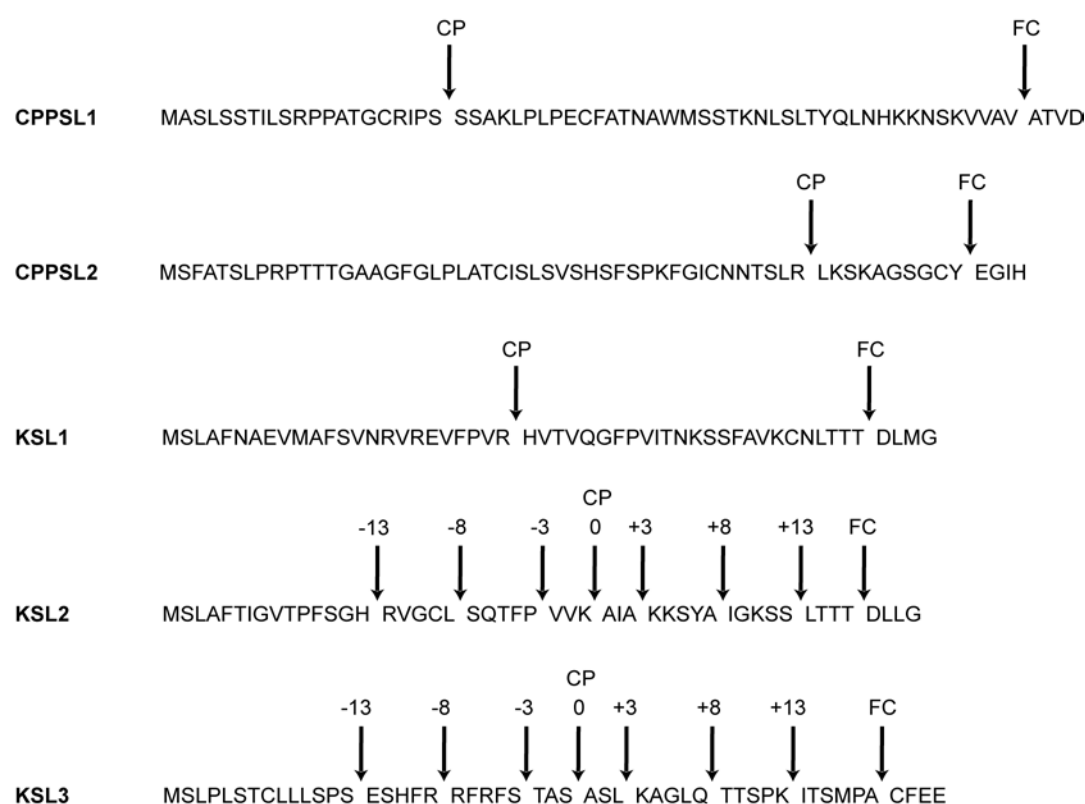 CP FC
CPPSL1 MASLSSTILSRPPATGCRIPS SSAKLPLPECFATNAWMSSTKNLSLTYQLNHKKNSKVVAV ATVD
CP FC
CPPSL2 MSFATSLPRPTTTGAAGFGLPLATCISLSVSHSFSPKFGICNNTSLR LKSKAGSGCY EGIH
CP FC
KSL1 MSLAFNAEVMAFSVNRVREVFPVR HVTVQGFPVITNKSSFAVKCNLTTT DLMG
CP
-13 -8 -3 0 +3 +8 +13 FC
KSL2 MSLAFTIGVTPFSGH RVGCL SQTFP VVK AIA KKSYA IGKSS LTTT DLLG
CP
-13 -8 -3 0 +3 +8 +13 FC
KSL3 MSLPLSTCLLLSPS ESHFR RFRFS TAS ASL KAGLQ TTSPK ITSMPA CFEE